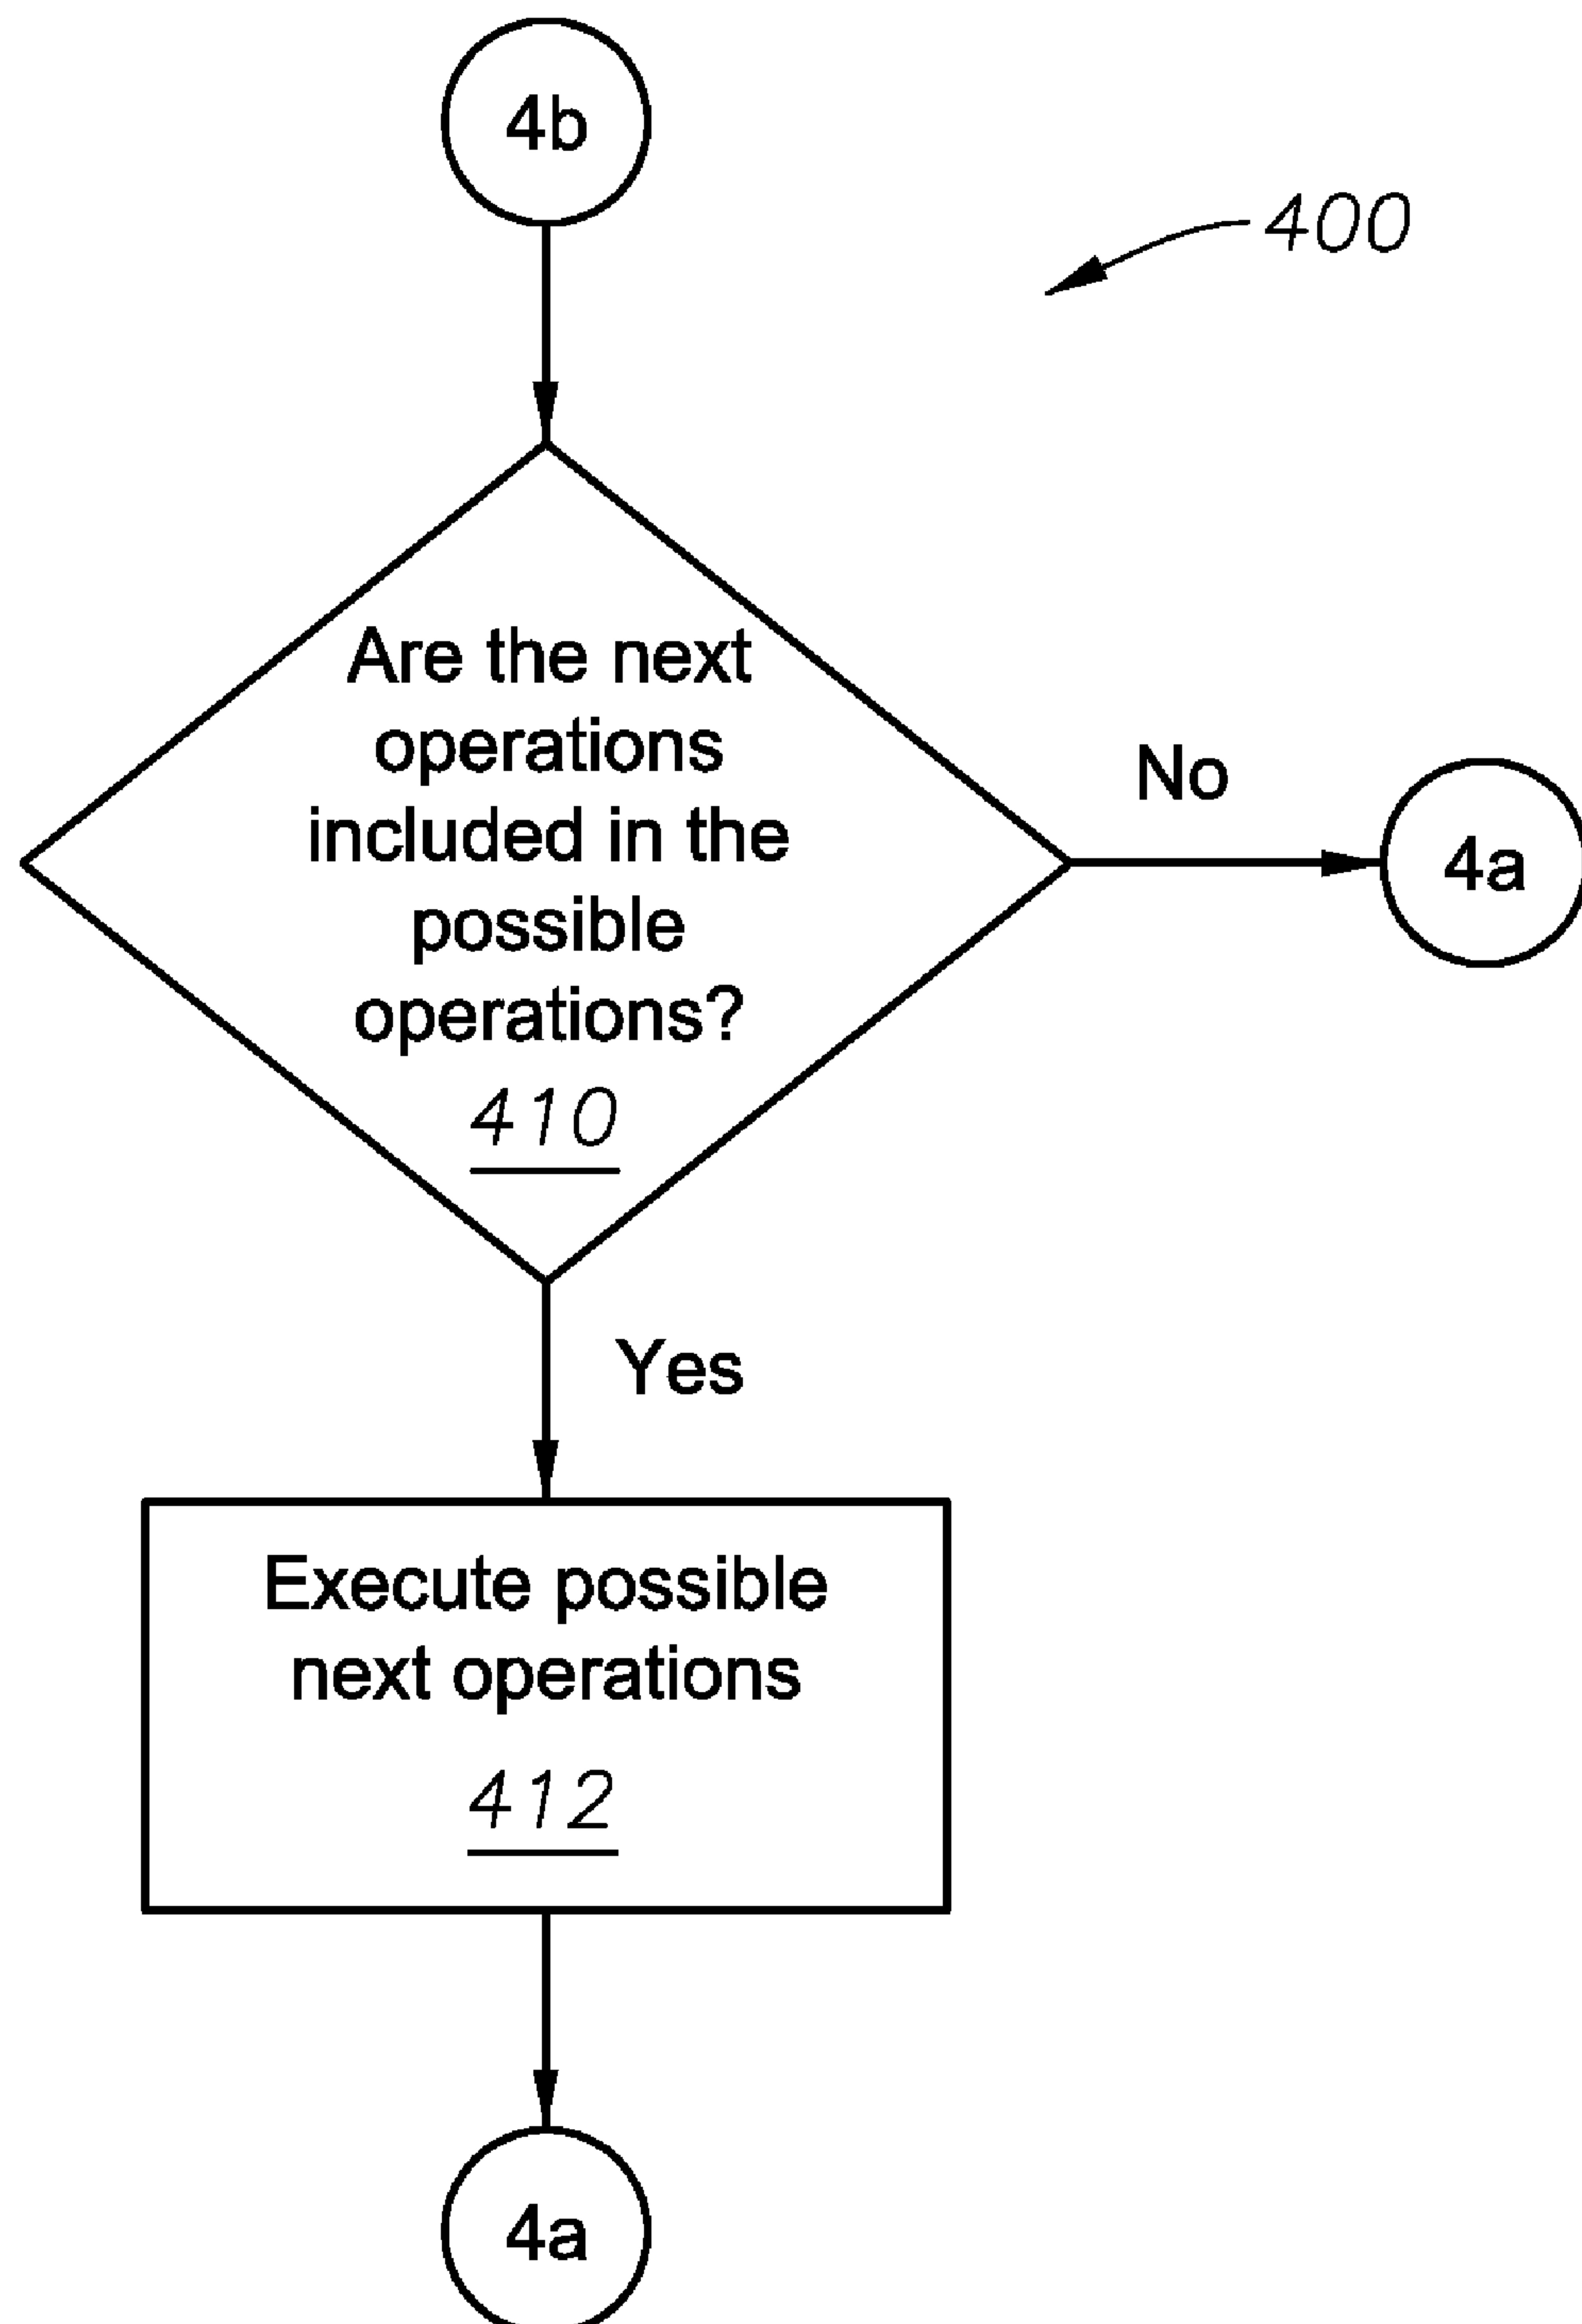 4b
400
Are the next
operations
included in the
possible
operations?
410
No
4a
Yes
Execute possible
next operations
412
4a